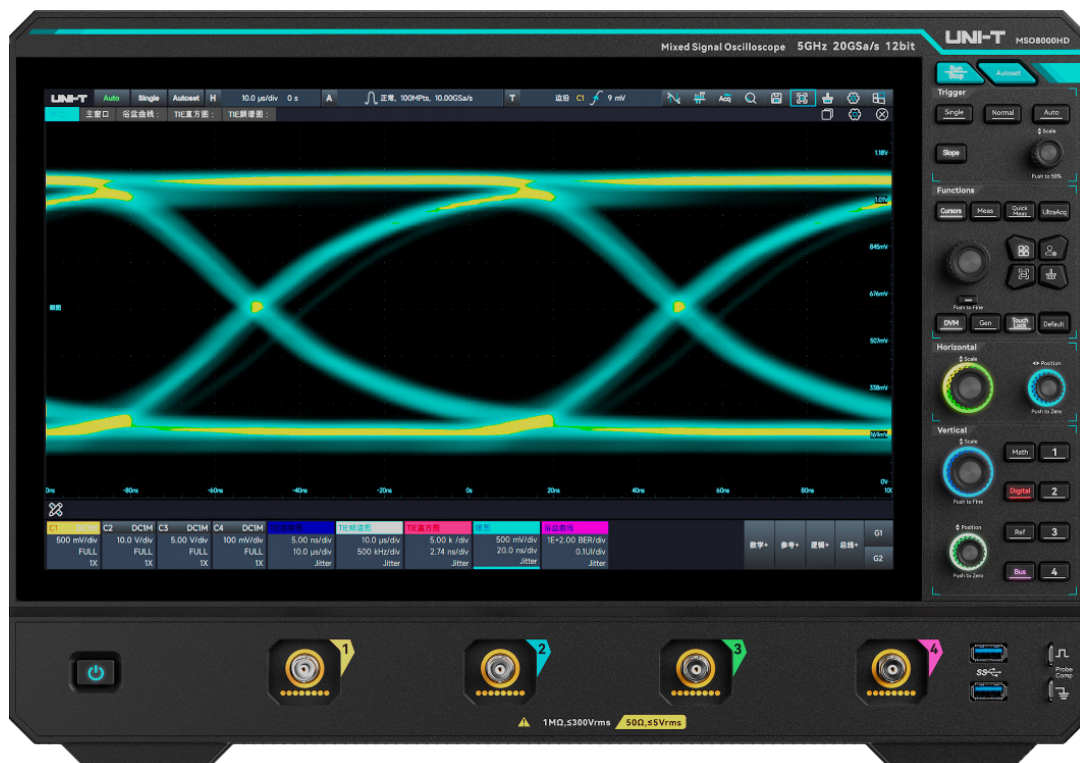 UNI-T MSO8000HD
Mixed Signal Oscilloscope 5GHz 20GSa/s 12bit
Run Stop
Autoset
UNI-T Auto Single Autoset H 10.0 μs/div 0 s A 正常, 100MPts, 10.00GSa/s T 边沿 C1 9 mV
Acq
主窗口 浴盆曲线: TIE直方图: TIE频谱图:
Trigger
Single Normal Auto
Scale
Slope
Push to 50%
Functions
Cursors Meas Quick Meas UltraAcq
Push to Fine
DVM Gen Touch Lock Default
Horizontal
Scale
Position
Push to Zero
Vertical
Scale
Math 1
Digital 2
Push to Fine
Position
Ref 3
Bus 4
Push to Zero
1.18V
1.01V
845mV
676mV
眼图
507mV
338mV
169mV
0V
0ns -80ns -60ns -40ns -20ns 0s 20ns 40ns 60ns 80ns 100
C1 DC1M C2 DC1M C3 DC1M C4 DC1M TIE频谱图 TIE直方图 眼图 浴盆曲线
500 mV/div 10.0 V/div 5.00 V/div 100 mV/div 5.00 ns/div 10.0 μs/div 5.00 k /div 500 mV/div 1E+2.00 BER/div
FULL FULL FULL FULL 10.0 μs/div 500 kHz/div 2.74 ns/div 20.0 ns/div 0.1UI/div
1X 1X 1X 1X Jitter Jitter Jitter Jitter Jitter
数学+ 参考+ 逻辑+ 总线+ G1
G2
1 2 3 4
SS
Probe Comp
1MΩ,≤300Vrms 50Ω,≤5Vrms